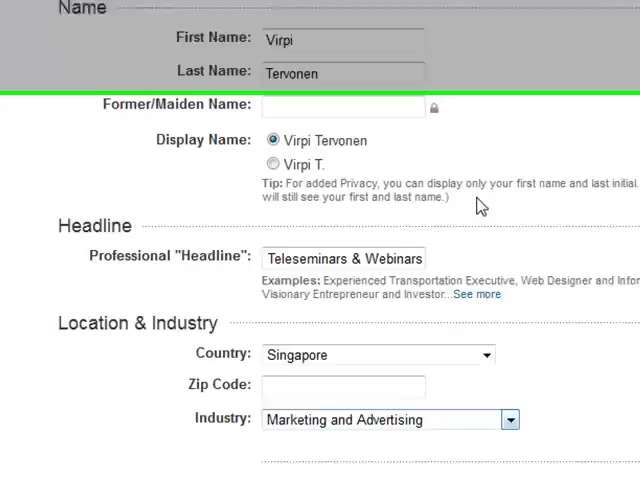 Name
First Name: Virpi
Last Name: Tervonen
Former/Maiden Name:
Display Name: Virpi Tervonen
Virpi T.
Tip: For added Privacy, you can display only your first name and last initial.
will still see your first and last name.)
Headline
Professional "Headline": Teleseminars & Webinars
Examples: Experienced Transportation Executive, Web Designer and Infor
Visionary Entrepreneur and Investor...See more
Location & Industry
Country: Singapore
Zip Code:
Industry: Marketing and Advertising